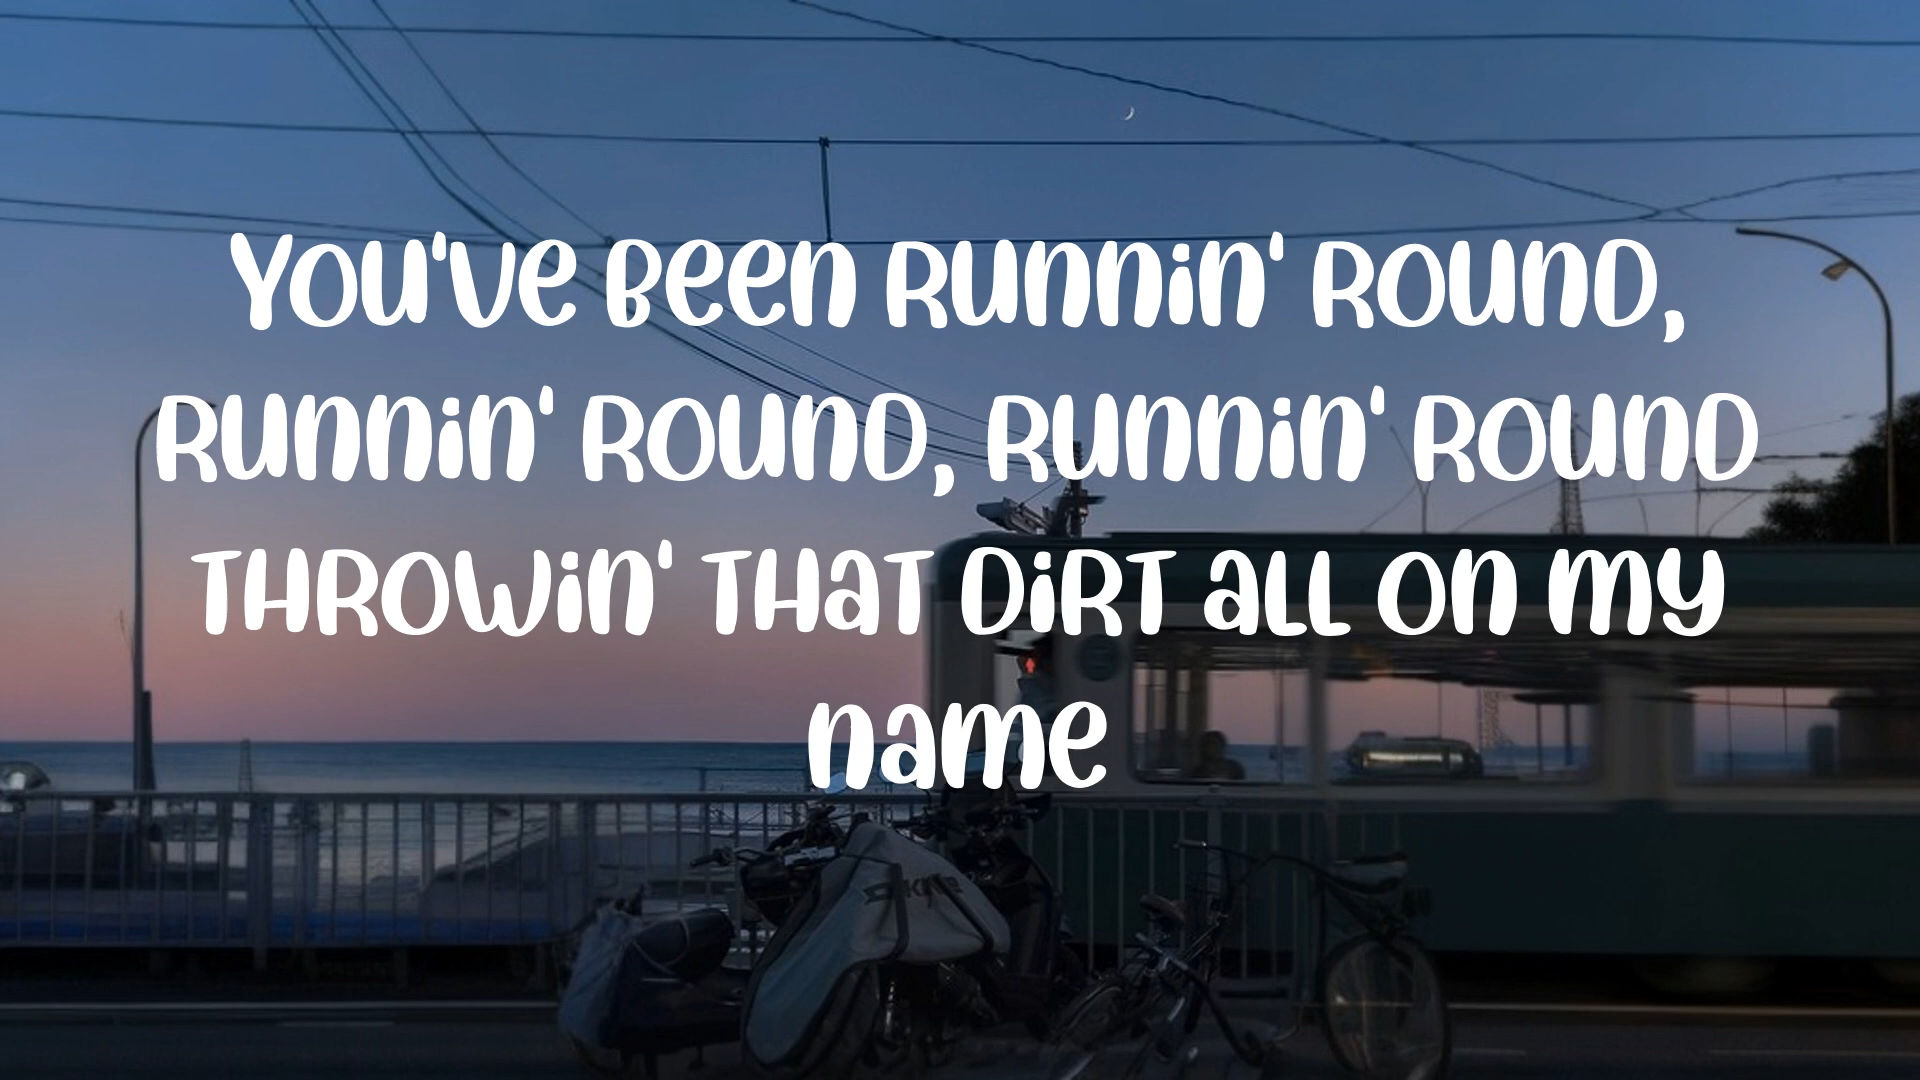 You've been runnin' round,
runnin' round, runnin' round
throwin' that dirt all on my
name